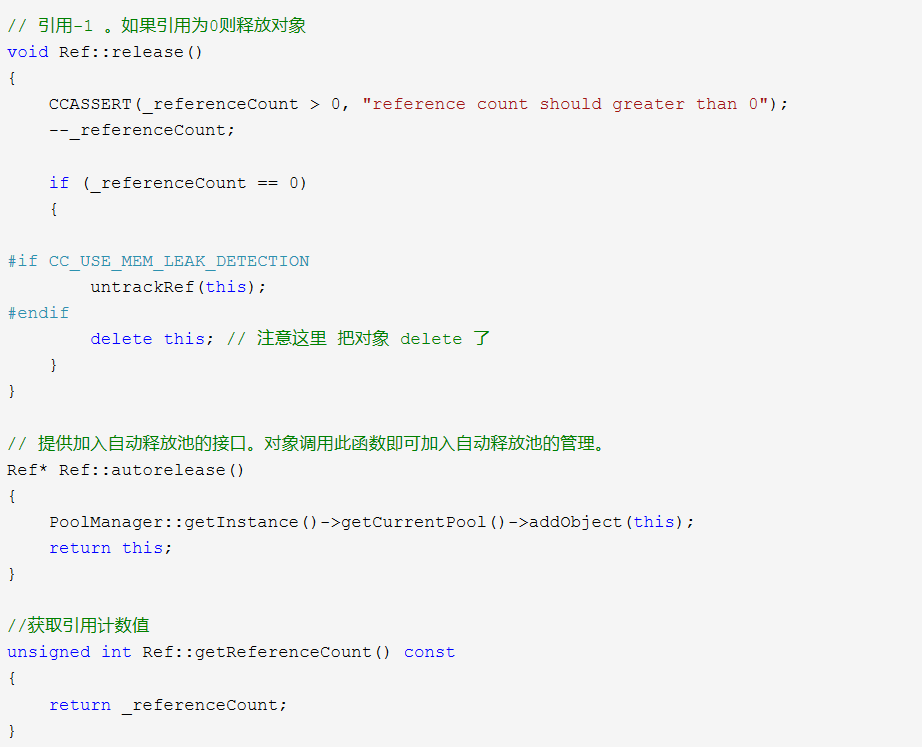 // 引用-1 。如果引用为0则释放对象
void Ref::release()
{
    CCASSERT(_referenceCount > 0, "reference count should greater than 0");
    --_referenceCount;

    if (_referenceCount == 0)
    {

#if CC_USE_MEM_LEAK_DETECTION
        untrackRef(this);
#endif
        delete this; // 注意这里 把对象 delete 了
    }
}

// 提供加入自动释放池的接口。对象调用此函数即可加入自动释放池的管理。
Ref* Ref::autorelease()
{
    PoolManager::getInstance()->getCurrentPool()->addObject(this);
    return this;
}

//获取引用计数值
unsigned int Ref::getReferenceCount() const
{
    return _referenceCount;
}